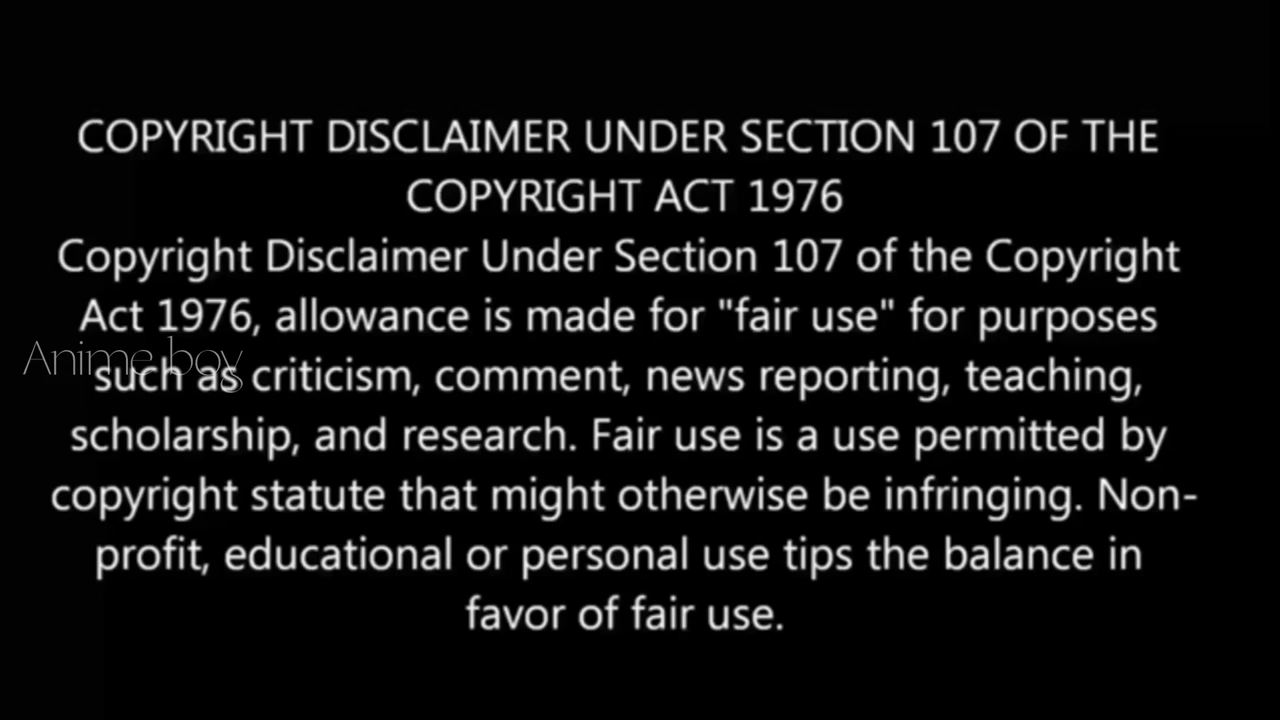 COPYRIGHT DISCLAIMER UNDER SECTION 107 OF THE
COPYRIGHT ACT 1976
Copyright Disclaimer Under Section 107 of the Copyright
Act 1976, allowance is made for "fair use" for purposes
Anime boy
such as criticism, comment, news reporting, teaching,
scholarship, and research. Fair use is a use permitted by
copyright statute that might otherwise be infringing. Non-
profit, educational or personal use tips the balance in
favor of fair use.